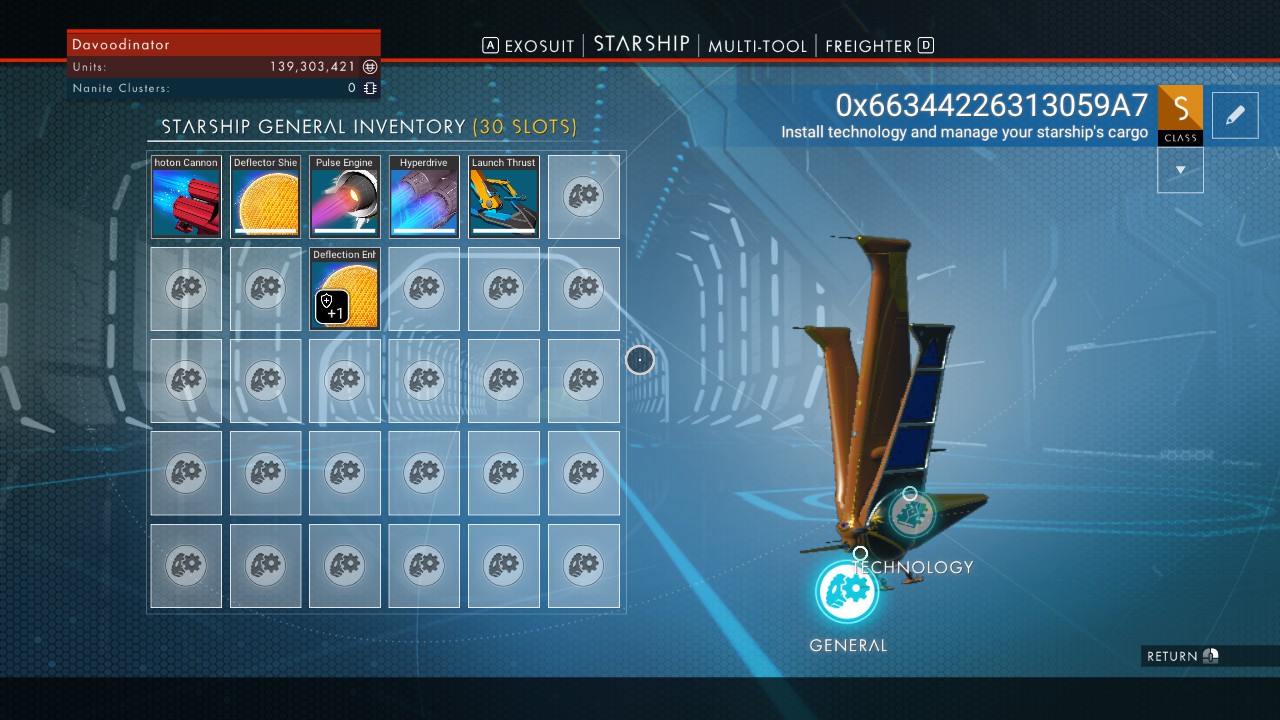 Davoodinator
Units: 139,303,421
Nanite Clusters: 0
A EXOSUIT STARSHIP MULTI-TOOL FREIGHTER D
0x66344226313059A7
Install technology and manage your starship's cargo
S
CLASS
STARSHIP GENERAL INVENTORY (30 SLOTS)
hoton Cannon Deflector Shie Pulse Engine Hyperdrive Launch Thrust
Deflection Enh
+1
TECHNOLOGY
GENERAL
RETURN